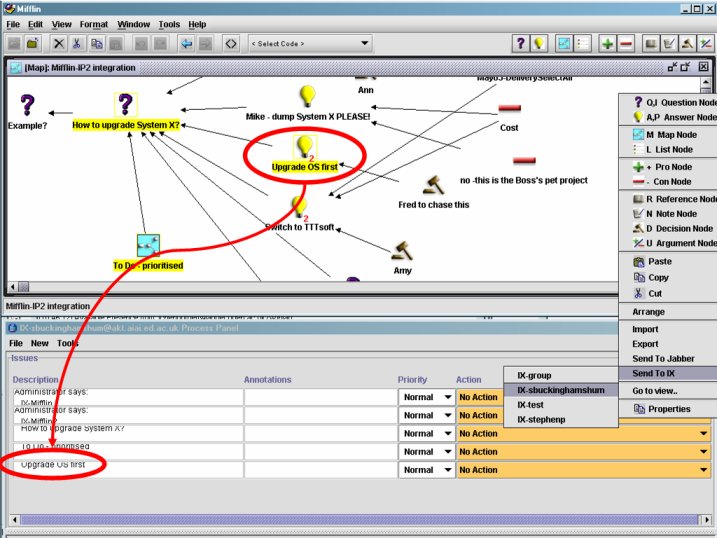 Mifflin
File Edit View Format Window Tools Help
< Select Code >
[Map]: Mifflin-IP2 integration
Ann
Mike - dump System X PLEASE!
Example?
How to upgrade System X?
Cost
Upgrade OS first
2
no -this is the Boss's pet project
Fred to chase this
2
Switch to TTTsoft
To Do - prioritised
Amy
Q,I Question Node
A,P Answer Node
M Map Node
L List Node
+ Pro Node
- Con Node
R Reference Node
N Note Node
D Decision Node
U Argument Node
Paste
Copy
Cut
Arrange
Import
Export
Send To Jabber
Send To IX
Go to view..
Properties
Mifflin-IP2 integration
IX-sbuckinghamshum@akt.aiai.ed.ac.uk Process Panel
File New Tools
Issues
Description Annotations Priority Action
Administrator says:
IX-Mifflin
Normal No Action
Administrator says:
IX-Mifflin?
Normal No Action
How to upgrade System X? Normal No Action
To Do - prioritised Normal No Action
Upgrade OS first Normal No Action
IX-group
IX-sbuckinghamshum
IX-test
IX-stephenp